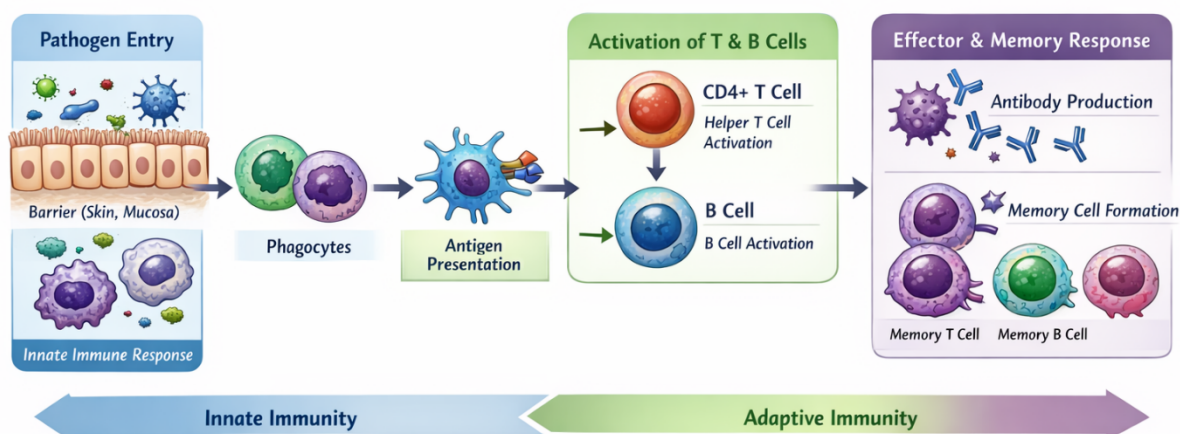 Pathogen Entry
Barrier (Skin, Mucosa)
Innate Immune Response
Phagocytes
Antigen
Presentation
Activation of T & B Cells
CD4+ T Cell
Helper T Cell
Activation
B Cell
B Cell Activation
Effector & Memory Response
Antibody Production
Memory Cell Formation
Memory T Cell
Memory B Cell
Innate Immunity
Adaptive Immunity